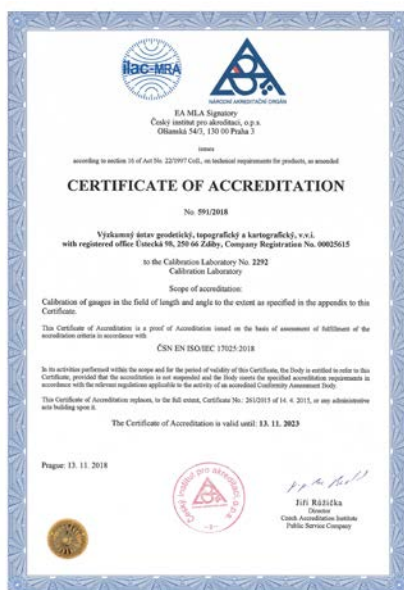 ilac-MRA
NÁRODNÍ AKREDITAČNÍ ORGÁN
EA MLA Signatory
Český institut pro akreditaci, o.p.s.
Olšanská 54/3, 130 00 Praha 3
issues
according to section 16 of Act No. 22/1997 Coll., on technical requirements for products, as amended
CERTIFICATE OF ACCREDITATION
No. 591/2018
Výzkumný ústav geodetický, topografický a kartografický, v.v.i.
with registered office Ústecká 98, 250 66 Zdiby, Company Registration No. 00025615
to the Calibration Laboratory No. 2292
Calibration Laboratory
Scope of accreditation:
Calibration of gauges in the field of length and angle to the extent as specified in the appendix to this
Certificate.
This Certificate of Accreditation is a proof of Accreditation issued on the basis of assessment of fulfillment of the
accreditation criteria in accordance with
ČSN EN ISO/IEC 17025:2018
In its activities performed within the scope and for the period of validity of this Certificate, the Body is entitled to refer to this
Certificate, provided that the accreditation is not suspended and the Body meets the specified accreditation requirements in
accordance with the relevant regulations applicable to the activity of an accredited Conformity Assessment Body.
This Certificate of Accreditation replaces, to the full extent, Certificate No.: 261/2015 of 14. 4. 2015, or any administrative
acts building upon it.
The Certificate of Accreditation is valid until: 13. 11. 2023
Prague: 13. 11. 2018
Český institut pro akreditaci, o.p.s.
Jiří Růžička
Director
Czech Accreditation Institute
Public Service Company